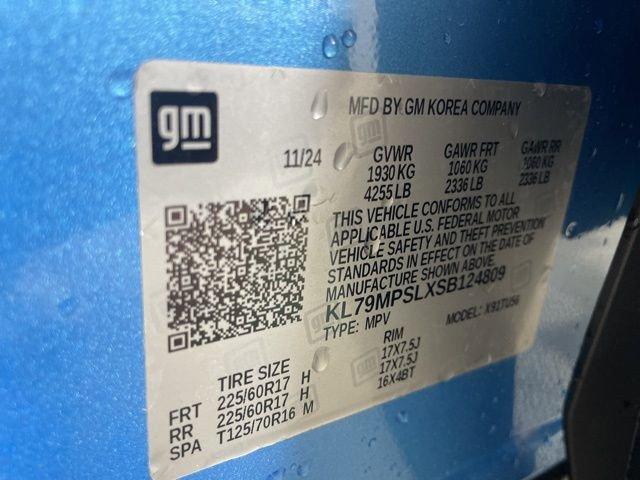 gm
MFD BY GM KOREA COMPANY
11/24 GVWR GAWR FRT GAWR RR
1930 KG 1060 KG 1060 KG
4255 LB 2336 LB 2336 LB
THIS VEHICLE CONFORMS TO ALL
APPLICABLE U.S. FEDERAL MOTOR
VEHICLE SAFETY AND THEFT PREVENTION
STANDARDS IN EFFECT ON THE DATE OF
MANUFACTURE SHOWN ABOVE.
KL79MPSLXSB124809
TYPE: MPV MODEL: X91TU56
TIRE SIZE RIM
FRT 225/60R17 H 17X7.5J
RR 225/60R17 H 17X7.5J
SPA T125/70R16 M 16X4BT